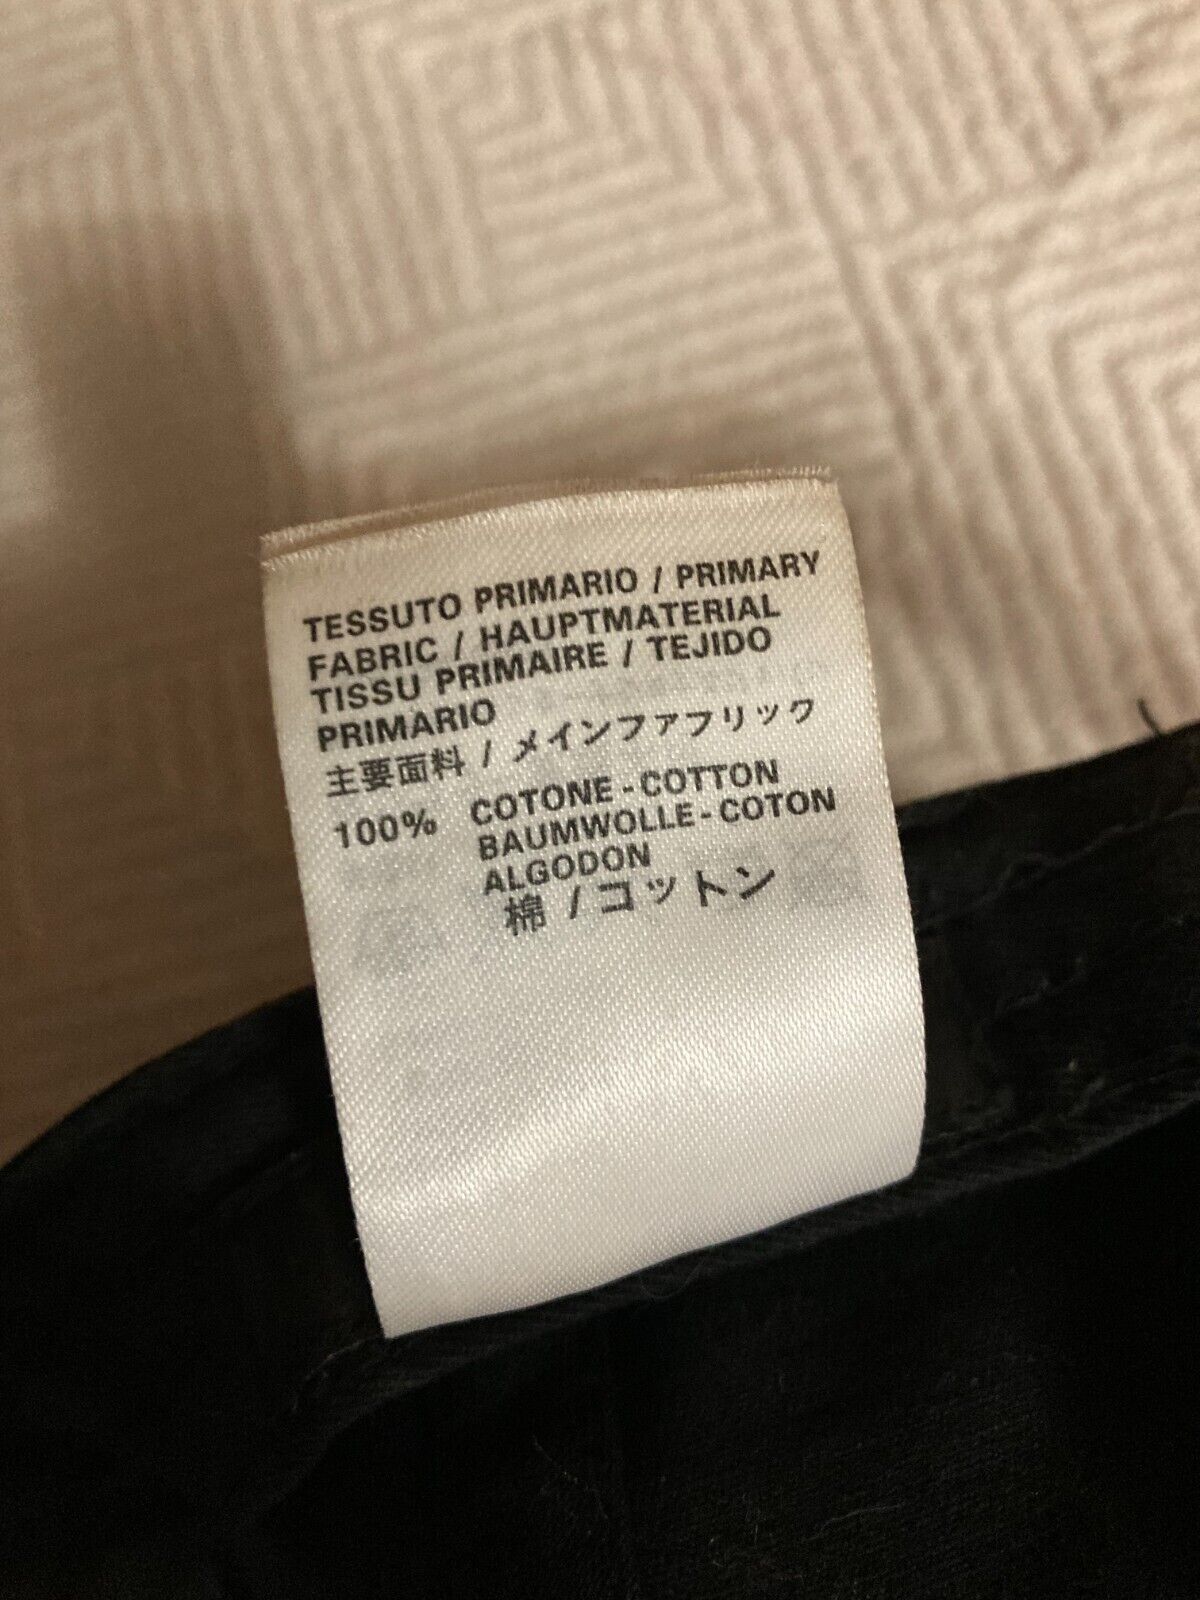 TESSUTO PRIMARIO / PRIMARY
FABRIC / HAUPTMATERIAL
TISSU PRIMAIRE / TEJIDO
PRIMARIO
主要面料 / メインファフリック
100% COTONE - COTTON
BAUMWOLLE - COTON
ALGODON
棉 / コットン